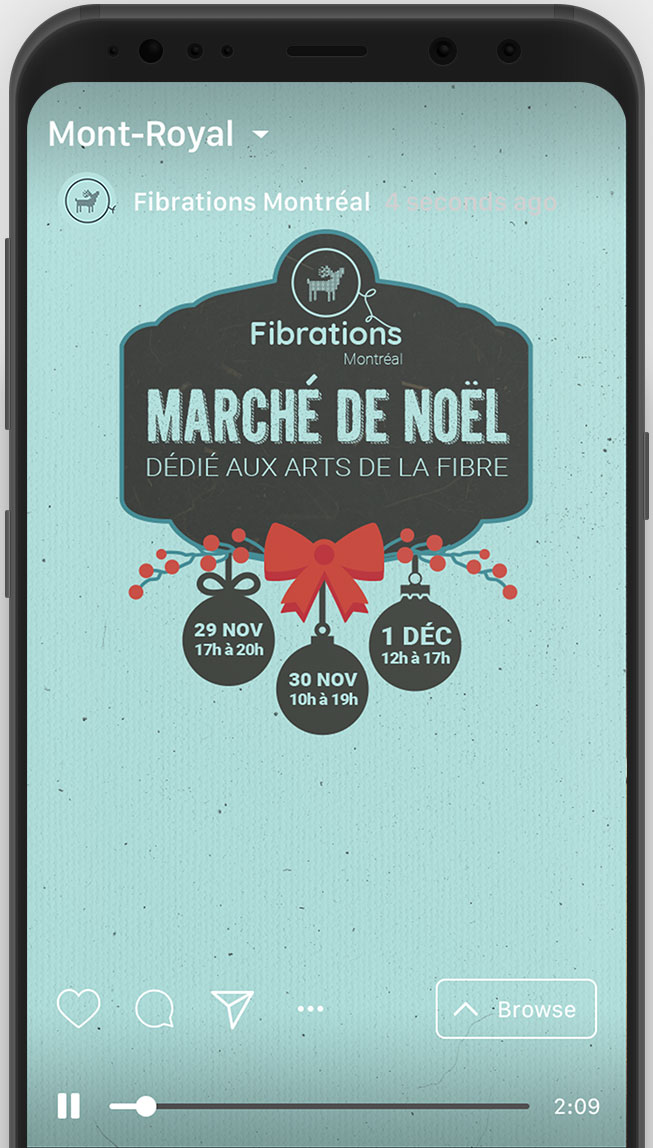 Mont-Royal
Fibrations Montréal 4 seconds ago
Fibrations
Montréal
MARCHÉ DE NOËL
DÉDIÉ AUX ARTS DE LA FIBRE
29 NOV
17h à 20h
30 NOV
10h à 19h
1 DÉC
12h à 17h
Browse
2:09